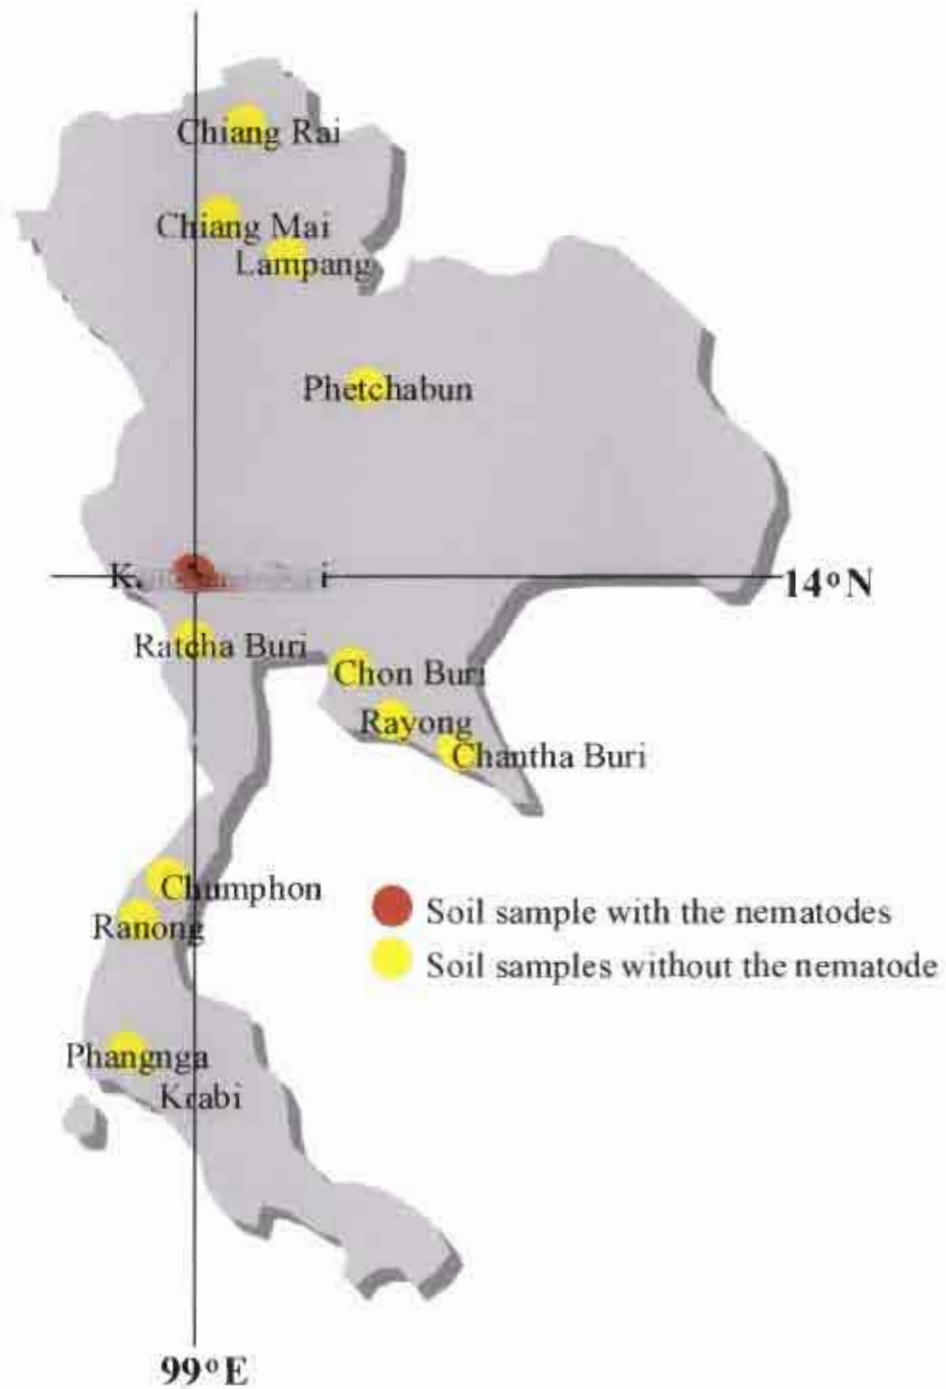 Chiang Rai
Chiang Mai
Lampang
Phetchabun
14°N
Ratcha Buri
Chon Buri
Rayong
Chantha Buri
Chumphon
Ranong
Soil sample with the nematodes
Soil samples without the nematode
Phangnga
Krabi
99°E